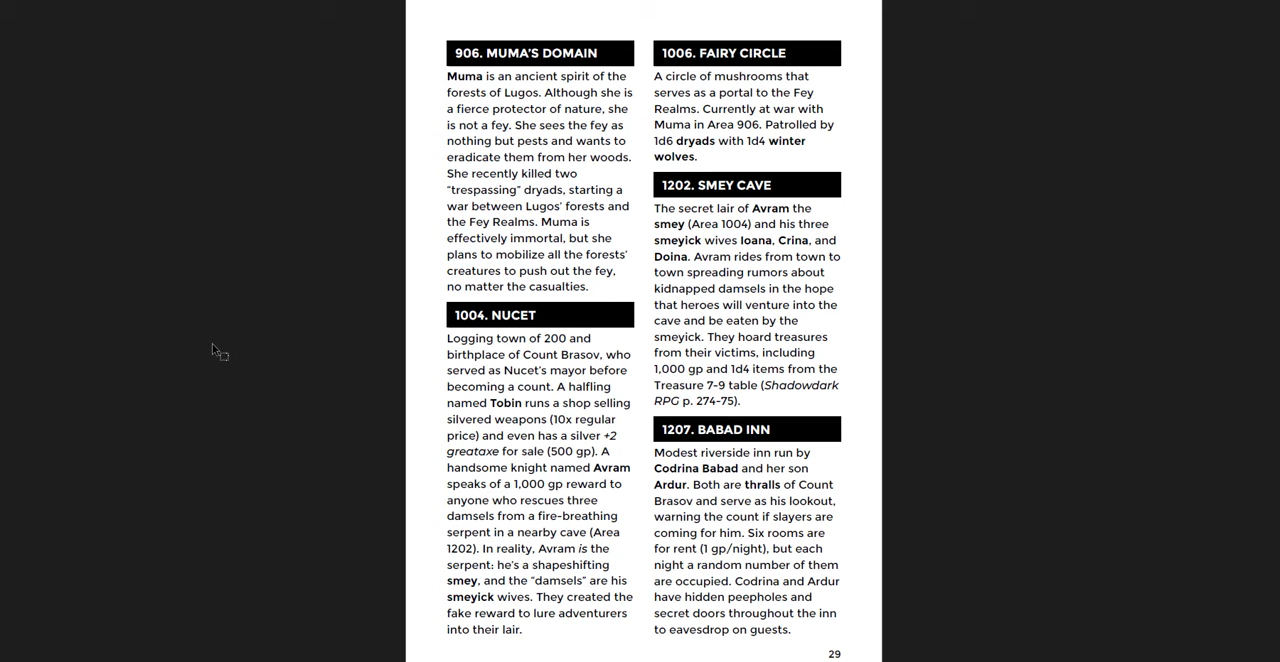 906. MUMA'S DOMAIN
Muma is an ancient spirit of the
forests of Lugos. Although she is
a fierce protector of nature, she
is not a fey. She sees the fey as
nothing but pests and wants to
eradicate them from her woods.
She recently killed two
"trespassing" dryads, starting a
war between Lugos' forests and
the Fey Realms. Muma is
effectively immortal, but she
plans to mobilize all the forests'
creatures to push out the fey,
no matter the casualties.
1004. NUCET
Logging town of 200 and
birthplace of Count Brasov, who
served as Nucet's mayor before
becoming a count. A halfling
named Tobin runs a shop selling
silvered weapons (10x regular
price) and even has a silver +2
greataxe for sale (500 gp). A
handsome knight named Avram
speaks of a 1,000 gp reward to
anyone who rescues three
damsels from a fire-breathing
serpent in a nearby cave (Area
1202). In reality, Avram is the
serpent: he's a shapeshifting
smey, and the "damsels" are his
smeyick wives. They created the
fake reward to lure adventurers
into their lair.
1006. FAIRY CIRCLE
A circle of mushrooms that
serves as a portal to the Fey
Realms. Currently at war with
Muma in Area 906. Patrolled by
1d6 dryads with 1d4 winter
wolves.
1202. SMEY CAVE
The secret lair of Avram the
smey (Area 1004) and his three
smeyick wives Ioana, Crina, and
Doina. Avram rides from town to
town spreading rumors about
kidnapped damsels in the hope
that heroes will venture into the
cave and be eaten by the
smeyick. They hoard treasures
from their victims, including
1,000 gp and 1d4 items from the
Treasure 7-9 table (Shadowdark
RPG p. 274-75).
1207. BABAD INN
Modest riverside inn run by
Codrina Babad and her son
Ardur. Both are thralls of Count
Brasov and serve as his lookout,
warning the count if slayers are
coming for him. Six rooms are
for rent (1 gp/night), but each
night a random number of them
are occupied. Codrina and Ardur
have hidden peepholes and
secret doors throughout the inn
to eavesdrop on guests.
29